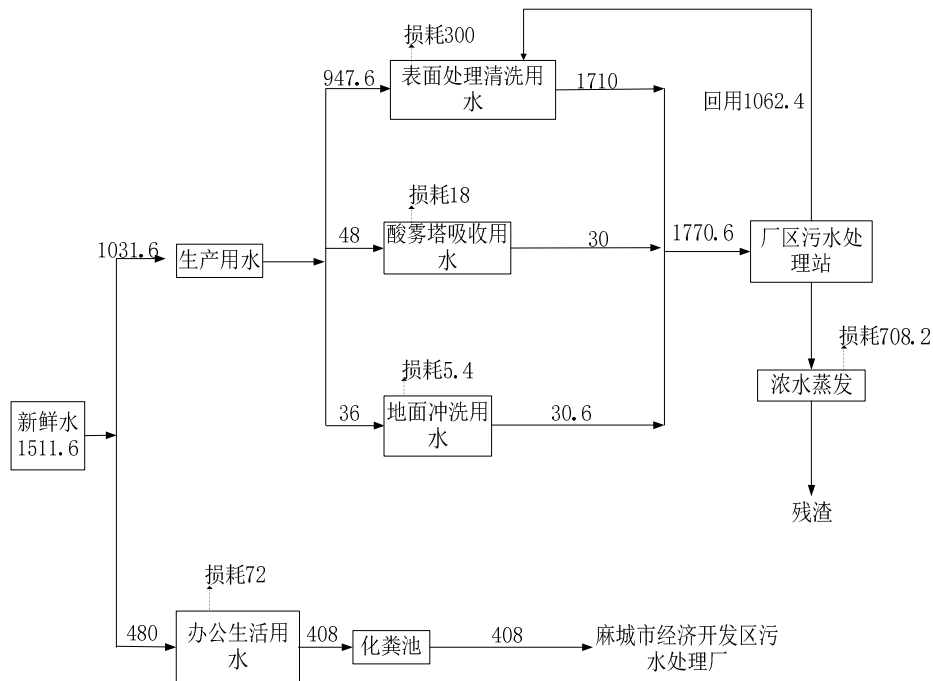 损耗300
947.6
表面处理清洗用
水
1710
回用1062.4
损耗18
48
酸雾塔吸收用
水
30
1031.6
生产用水
1770.6
厂区污水处
理站
损耗5.4
36
地面冲洗用
水
30.6
损耗708.2
浓水蒸发
残渣
新鲜水
1511.6
损耗72
480
办公生活用
水
408
化粪池
408
麻城市经济开发区污
水处理厂